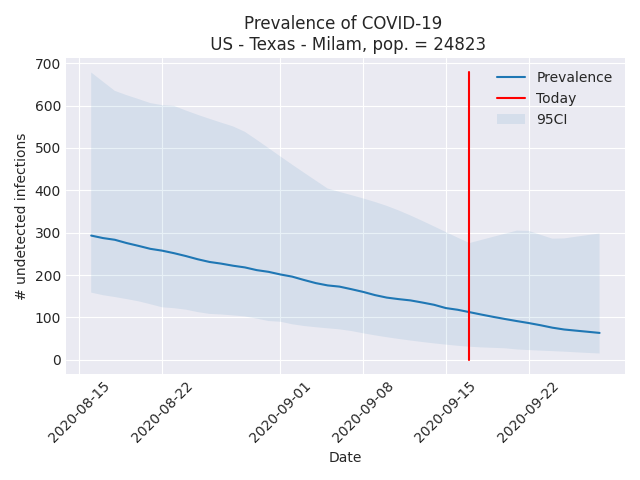 Prevalence of COVID-19
US - Texas - Milam, pop. = 24823
# undetected infections
700
600
500
400
300
200
100
0
Prevalence
Today
95CI
2020-08-15
2020-08-22
2020-09-01
2020-09-08
2020-09-15
2020-09-22
Date